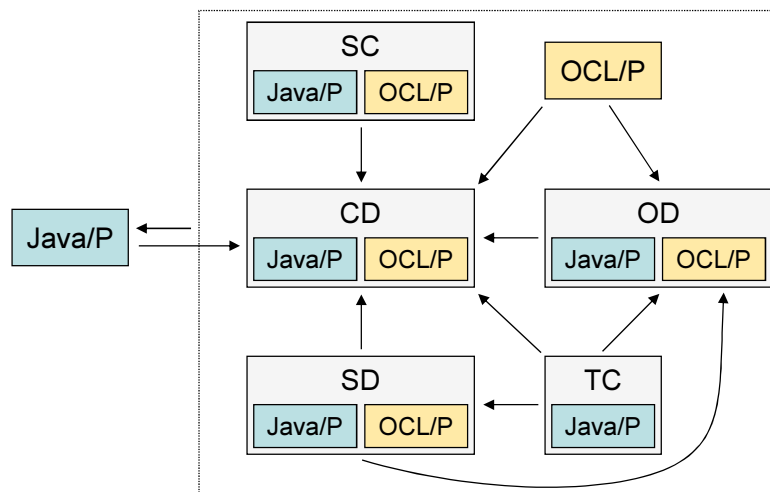 SC
Java/P OCL/P
OCL/P
Java/P
CD
Java/P OCL/P
OD
Java/P OCL/P
SD
Java/P OCL/P
TC
Java/P